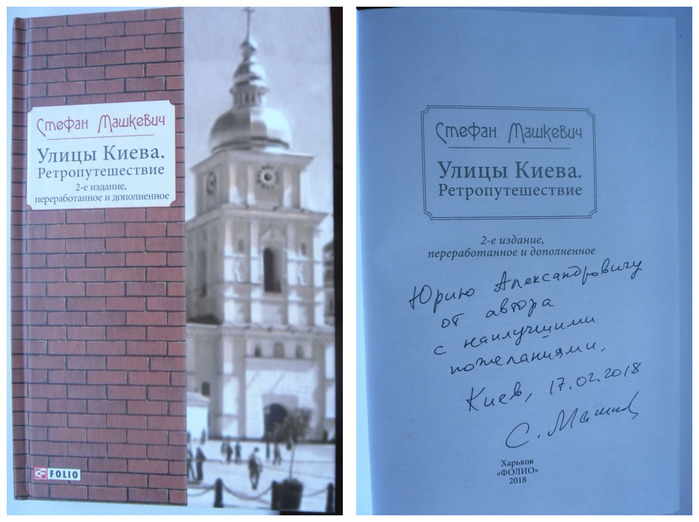 Стефан Машкевич
Улицы Киева.
Ретропутешествие
2-е издание,
переработанное и дополненное
FOLIO
Стефан Машкевич
Улицы Киева.
Ретропутешествие
2-е издание,
переработанное и дополненное
Юрию Александровичу
от автора
с наилучшими
пожеланиями.
Киев, 17.02.2018
С. Машкев
Харьков
«ФОЛИО»
2018